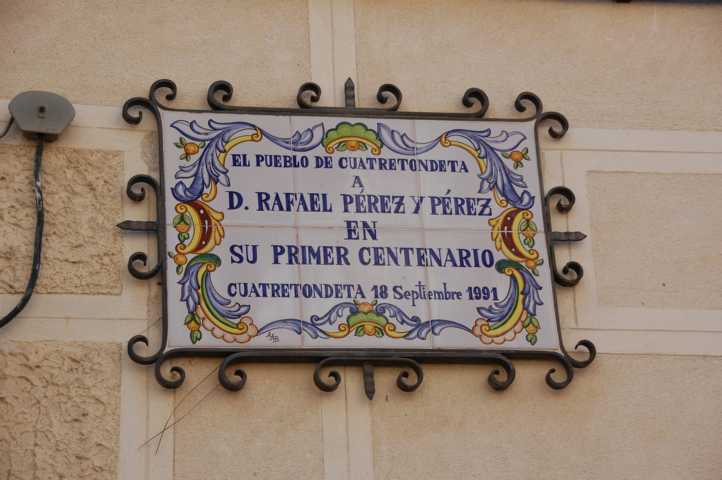 EL PUEBLO DE CUATRETONDETA
A
D. RAFAEL PÉREZ Y PÉREZ
EN
SU PRIMER CENTENARIO
CUATRETONDETA 18 Septiembre 1991